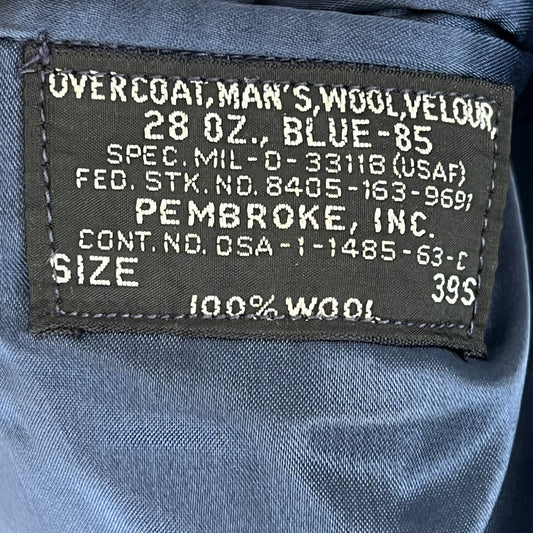 OVERCOAT, MAN'S, WOOL, VELOUR,
28 OZ., BLUE-85
SPEC. MIL-O-3311B (USAF)
FED. STK. NO. 8405-163-9691
PEMBROKE, INC.
CONT. NO. DSA-1-1485-63-C
SIZE 39S
100% WOOL